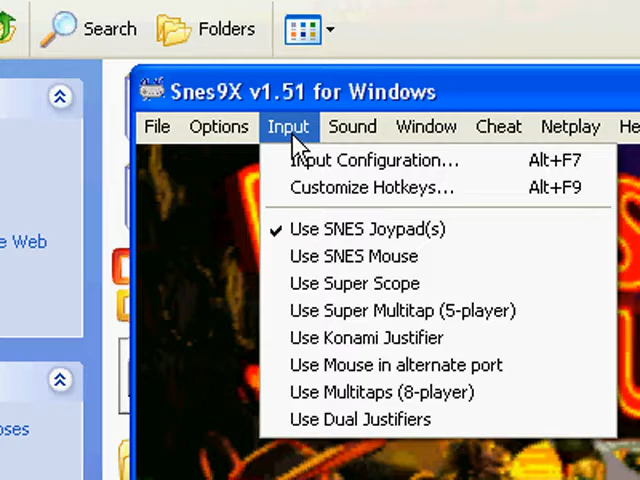 Search Folders
Snes9X v1.51 for Windows
File Options Input Sound Window Cheat Netplay He
Input Configuration... Alt+F7
Customize Hotkeys... Alt+F9
Use SNES Joypad(s)
e Web
Use SNES Mouse
Use Super Scope
Use Super Multitap (5-player)
Use Konami Justifier
Use Mouse in alternate port
Use Multitaps (8-player)
Use Dual Justifiers
oses